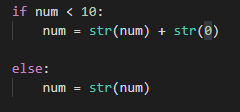 if num < 10:
    num = str(num) + str(0)
else:
    num = str(num)